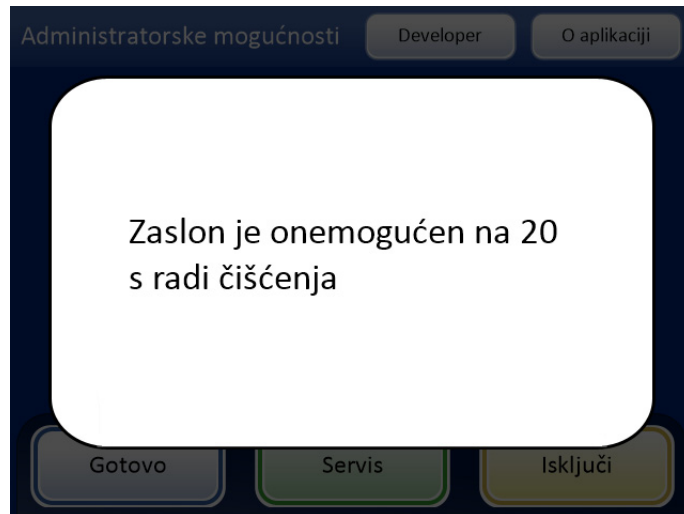 Administratorske mogućnosti Developer O aplikaciji
Zaslon je onemogućen na 20
s radi čišćenja
Gotovo Servis Isključi